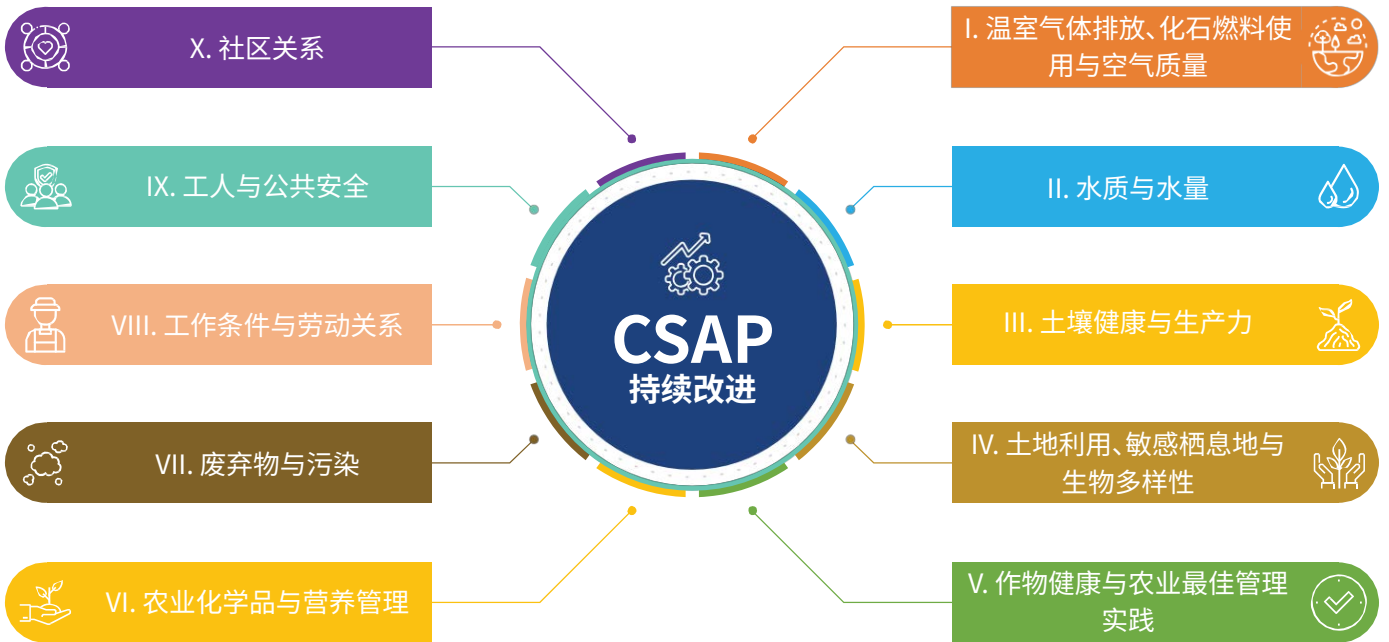 X. 社区关系
I. 温室气体排放、化石燃料使
用与空气质量
IX. 工人与公共安全
II. 水质与水量
VIII. 工作条件与劳动关系
III. 土壤健康与生产力
CSAP
持续改进
VII. 废弃物与污染
IV. 土地利用、敏感栖息地与
生物多样性
VI. 农业化学品与营养管理
V. 作物健康与农业最佳管理
实践